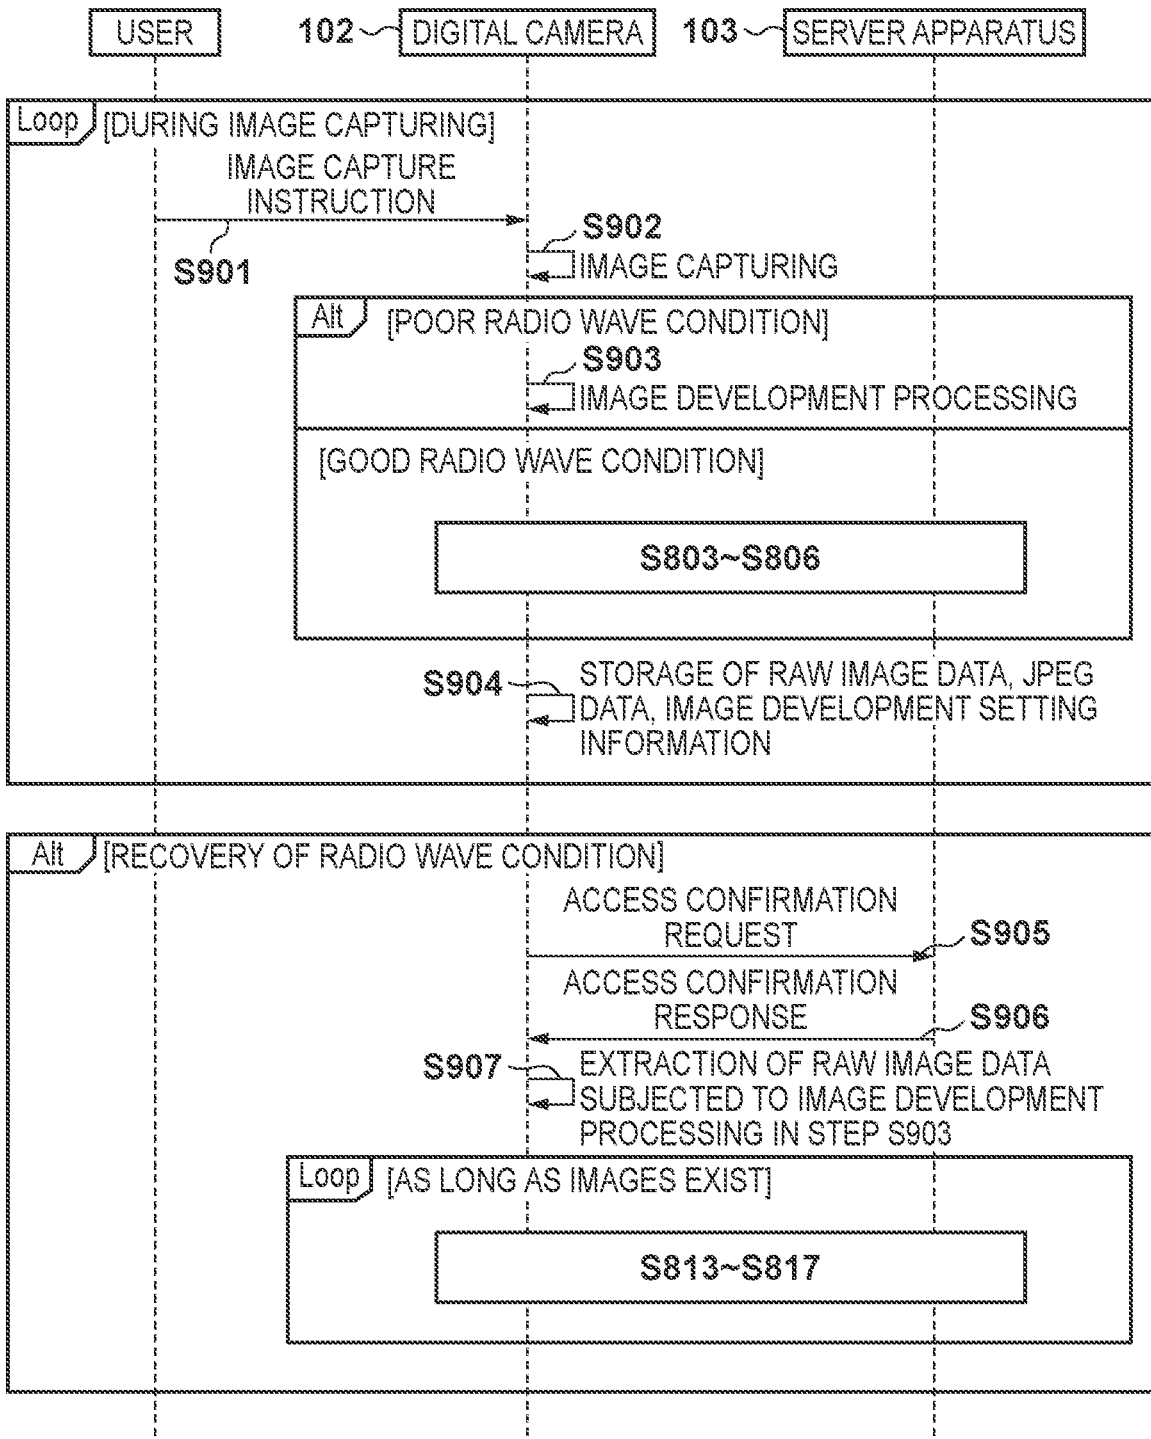 USER
102
DIGITAL CAMERA
103
SERVER APPARATUS
Loop
[DURING IMAGE CAPTURING]
IMAGE CAPTURE
INSTRUCTION
S901
S902
IMAGE CAPTURING
Alt
[POOR RADIO WAVE CONDITION]
S903
IMAGE DEVELOPMENT PROCESSING
[GOOD RADIO WAVE CONDITION]
S803~S806
S904
STORAGE OF RAW IMAGE DATA, JPEG
DATA, IMAGE DEVELOPMENT SETTING
INFORMATION
Alt
[RECOVERY OF RADIO WAVE CONDITION]
ACCESS CONFIRMATION
REQUEST
S905
ACCESS CONFIRMATION
RESPONSE
S906
S907
EXTRACTION OF RAW IMAGE DATA
SUBJECTED TO IMAGE DEVELOPMENT
PROCESSING IN STEP S903
Loop
[AS LONG AS IMAGES EXIST]
S813~S817